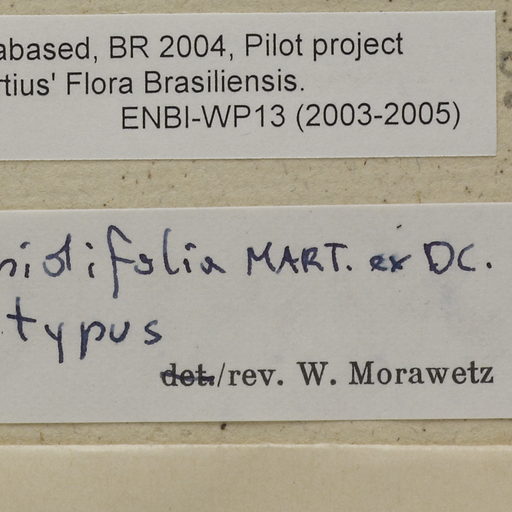 abased, BR 2004, Pilot project
rtius' Flora Brasiliensis.
ENBI-WP13 (2003-2005)
nitifolia MART. ex DC.
typus
det./rev. W. Morawetz